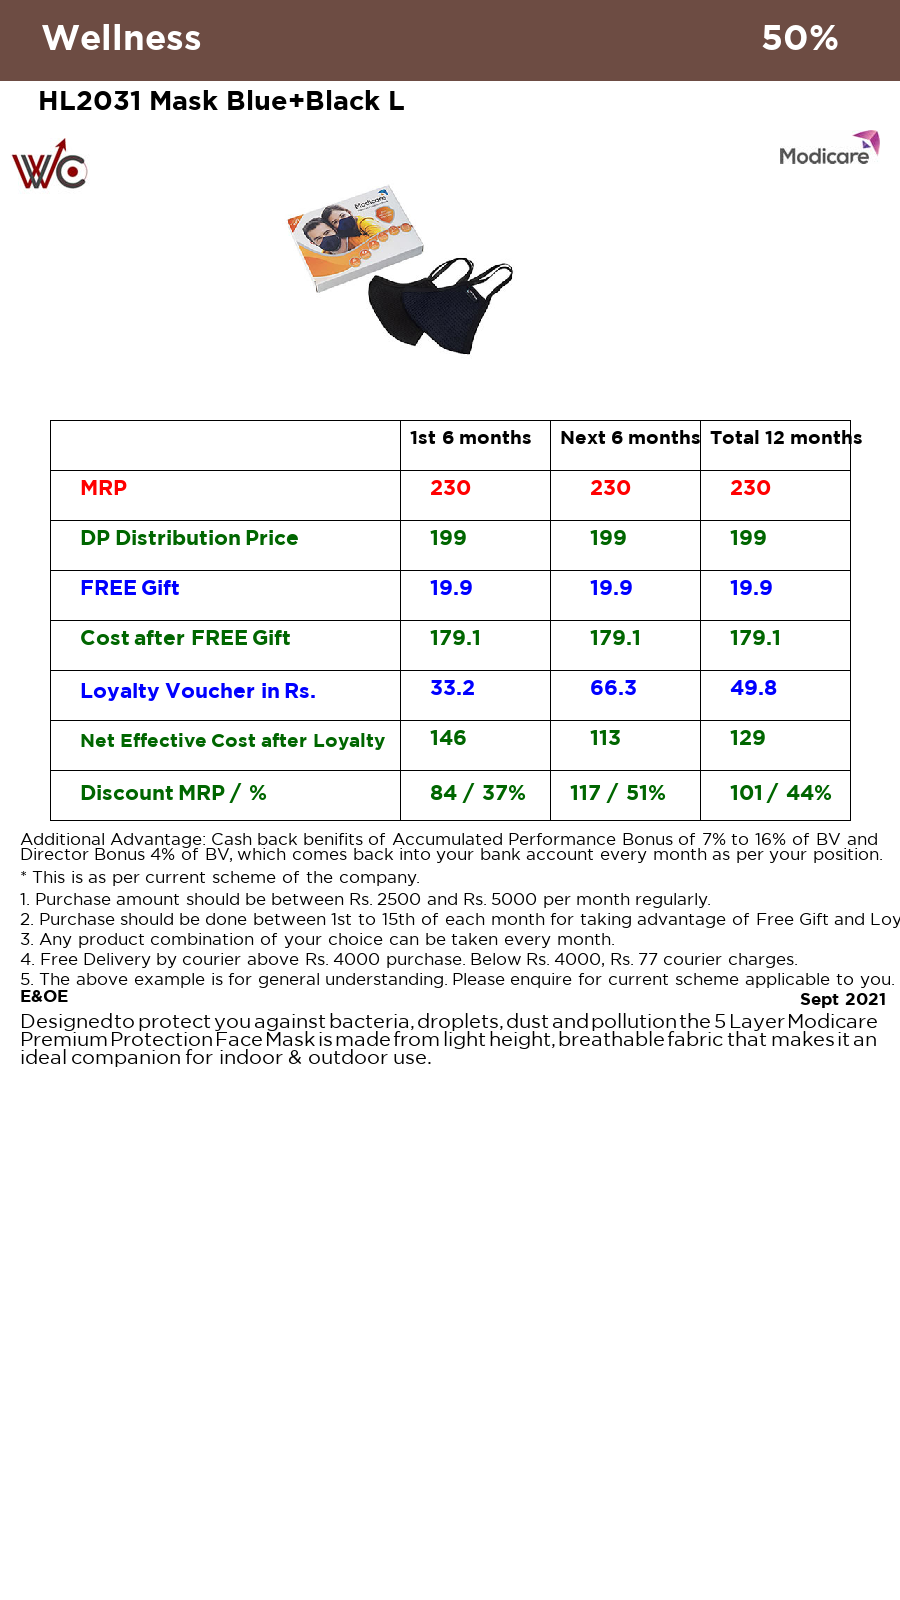 Wellness 50%
HL2031 Mask Blue+Black L
WC
Modicare
Modicare
1st 6 months Next 6 months Total 12 months
MRP 230 230 230
DP Distribution Price 199 199 199
FREE Gift 19.9 19.9 19.9
Cost after FREE Gift 179.1 179.1 179.1
Loyalty Voucher in Rs. 33.2 66.3 49.8
Net Effective Cost after Loyalty 146 113 129
Discount MRP / % 84 / 37% 117 / 51% 101 / 44%
Additional Advantage: Cash back benifits of Accumulated Performance Bonus of 7% to 16% of BV and
Director Bonus 4% of BV, which comes back into your bank account every month as per your position.
* This is as per current scheme of the company.
1. Purchase amount should be between Rs. 2500 and Rs. 5000 per month regularly.
2. Purchase should be done between 1st to 15th of each month for taking advantage of Free Gift and Loy
3. Any product combination of your choice can be taken every month.
4. Free Delivery by courier above Rs. 4000 purchase. Below Rs. 4000, Rs. 77 courier charges.
5. The above example is for general understanding. Please enquire for current scheme applicable to you.
E&OE Sept 2021
Designed to protect you against bacteria, droplets, dust and pollution the 5 Layer Modicare
Premium Protection Face Mask is made from light height, breathable fabric that makes it an
ideal companion for indoor & outdoor use.